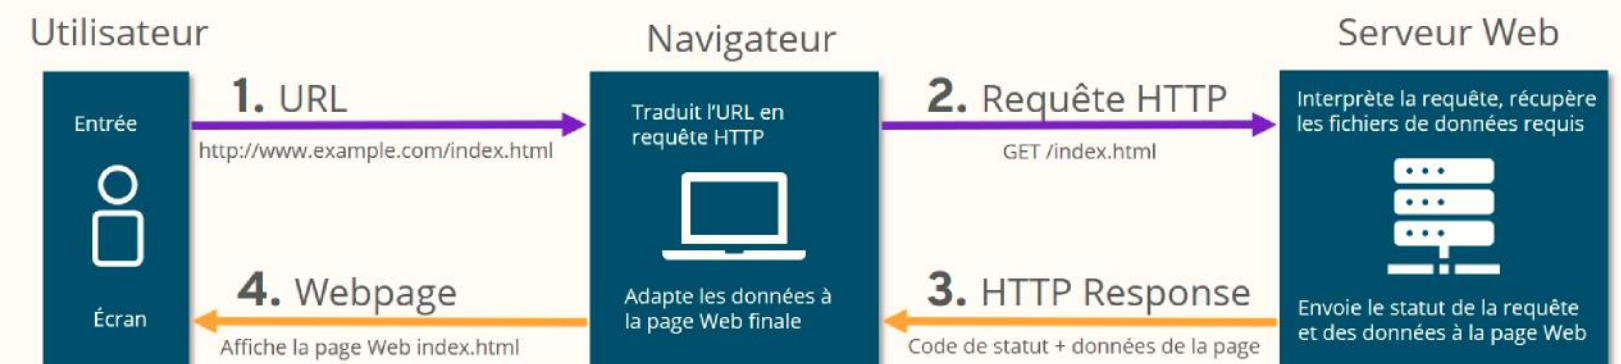 Utilisateur
Navigateur
Serveur Web
Entrée
1. URL
http://www.example.com/index.html
Traduit l'URL en
requête HTTP
2. Requête HTTP
GET /index.html
Interprète la requête, récupère
les fichiers de données requis
Écran
4. Webpage
Affiche la page Web index.html
Adapte les données à
la page Web finale
3. HTTP Response
Code de statut + données de la page
Envoie le statut de la requête
et des données à la page Web